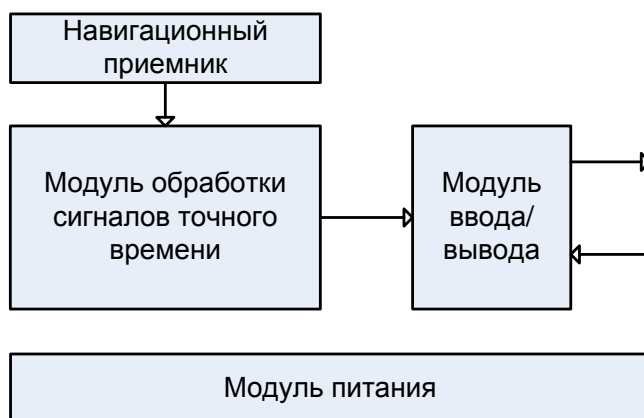 Навигационный
приемник
Модуль обработки
сигналов точного
времени
Модуль
ввода/
вывода
Модуль питания